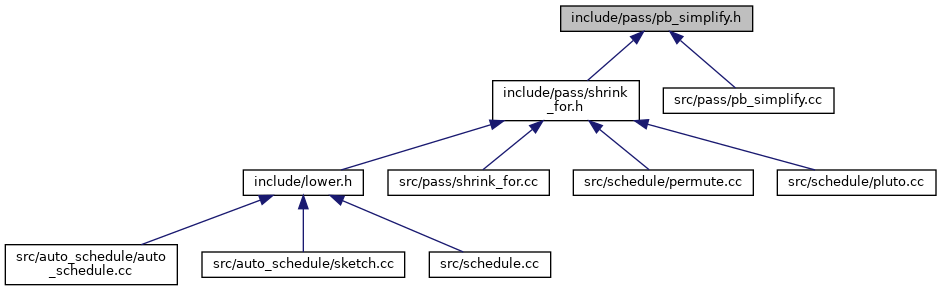 include/pass/pb_simplify.h
include/pass/shrink
_for.h
src/pass/pb_simplify.cc
include/lower.h
src/pass/shrink_for.cc
src/schedule/permute.cc
src/schedule/pluto.cc
src/auto_schedule/auto
_schedule.cc
src/auto_schedule/sketch.cc
src/schedule.cc